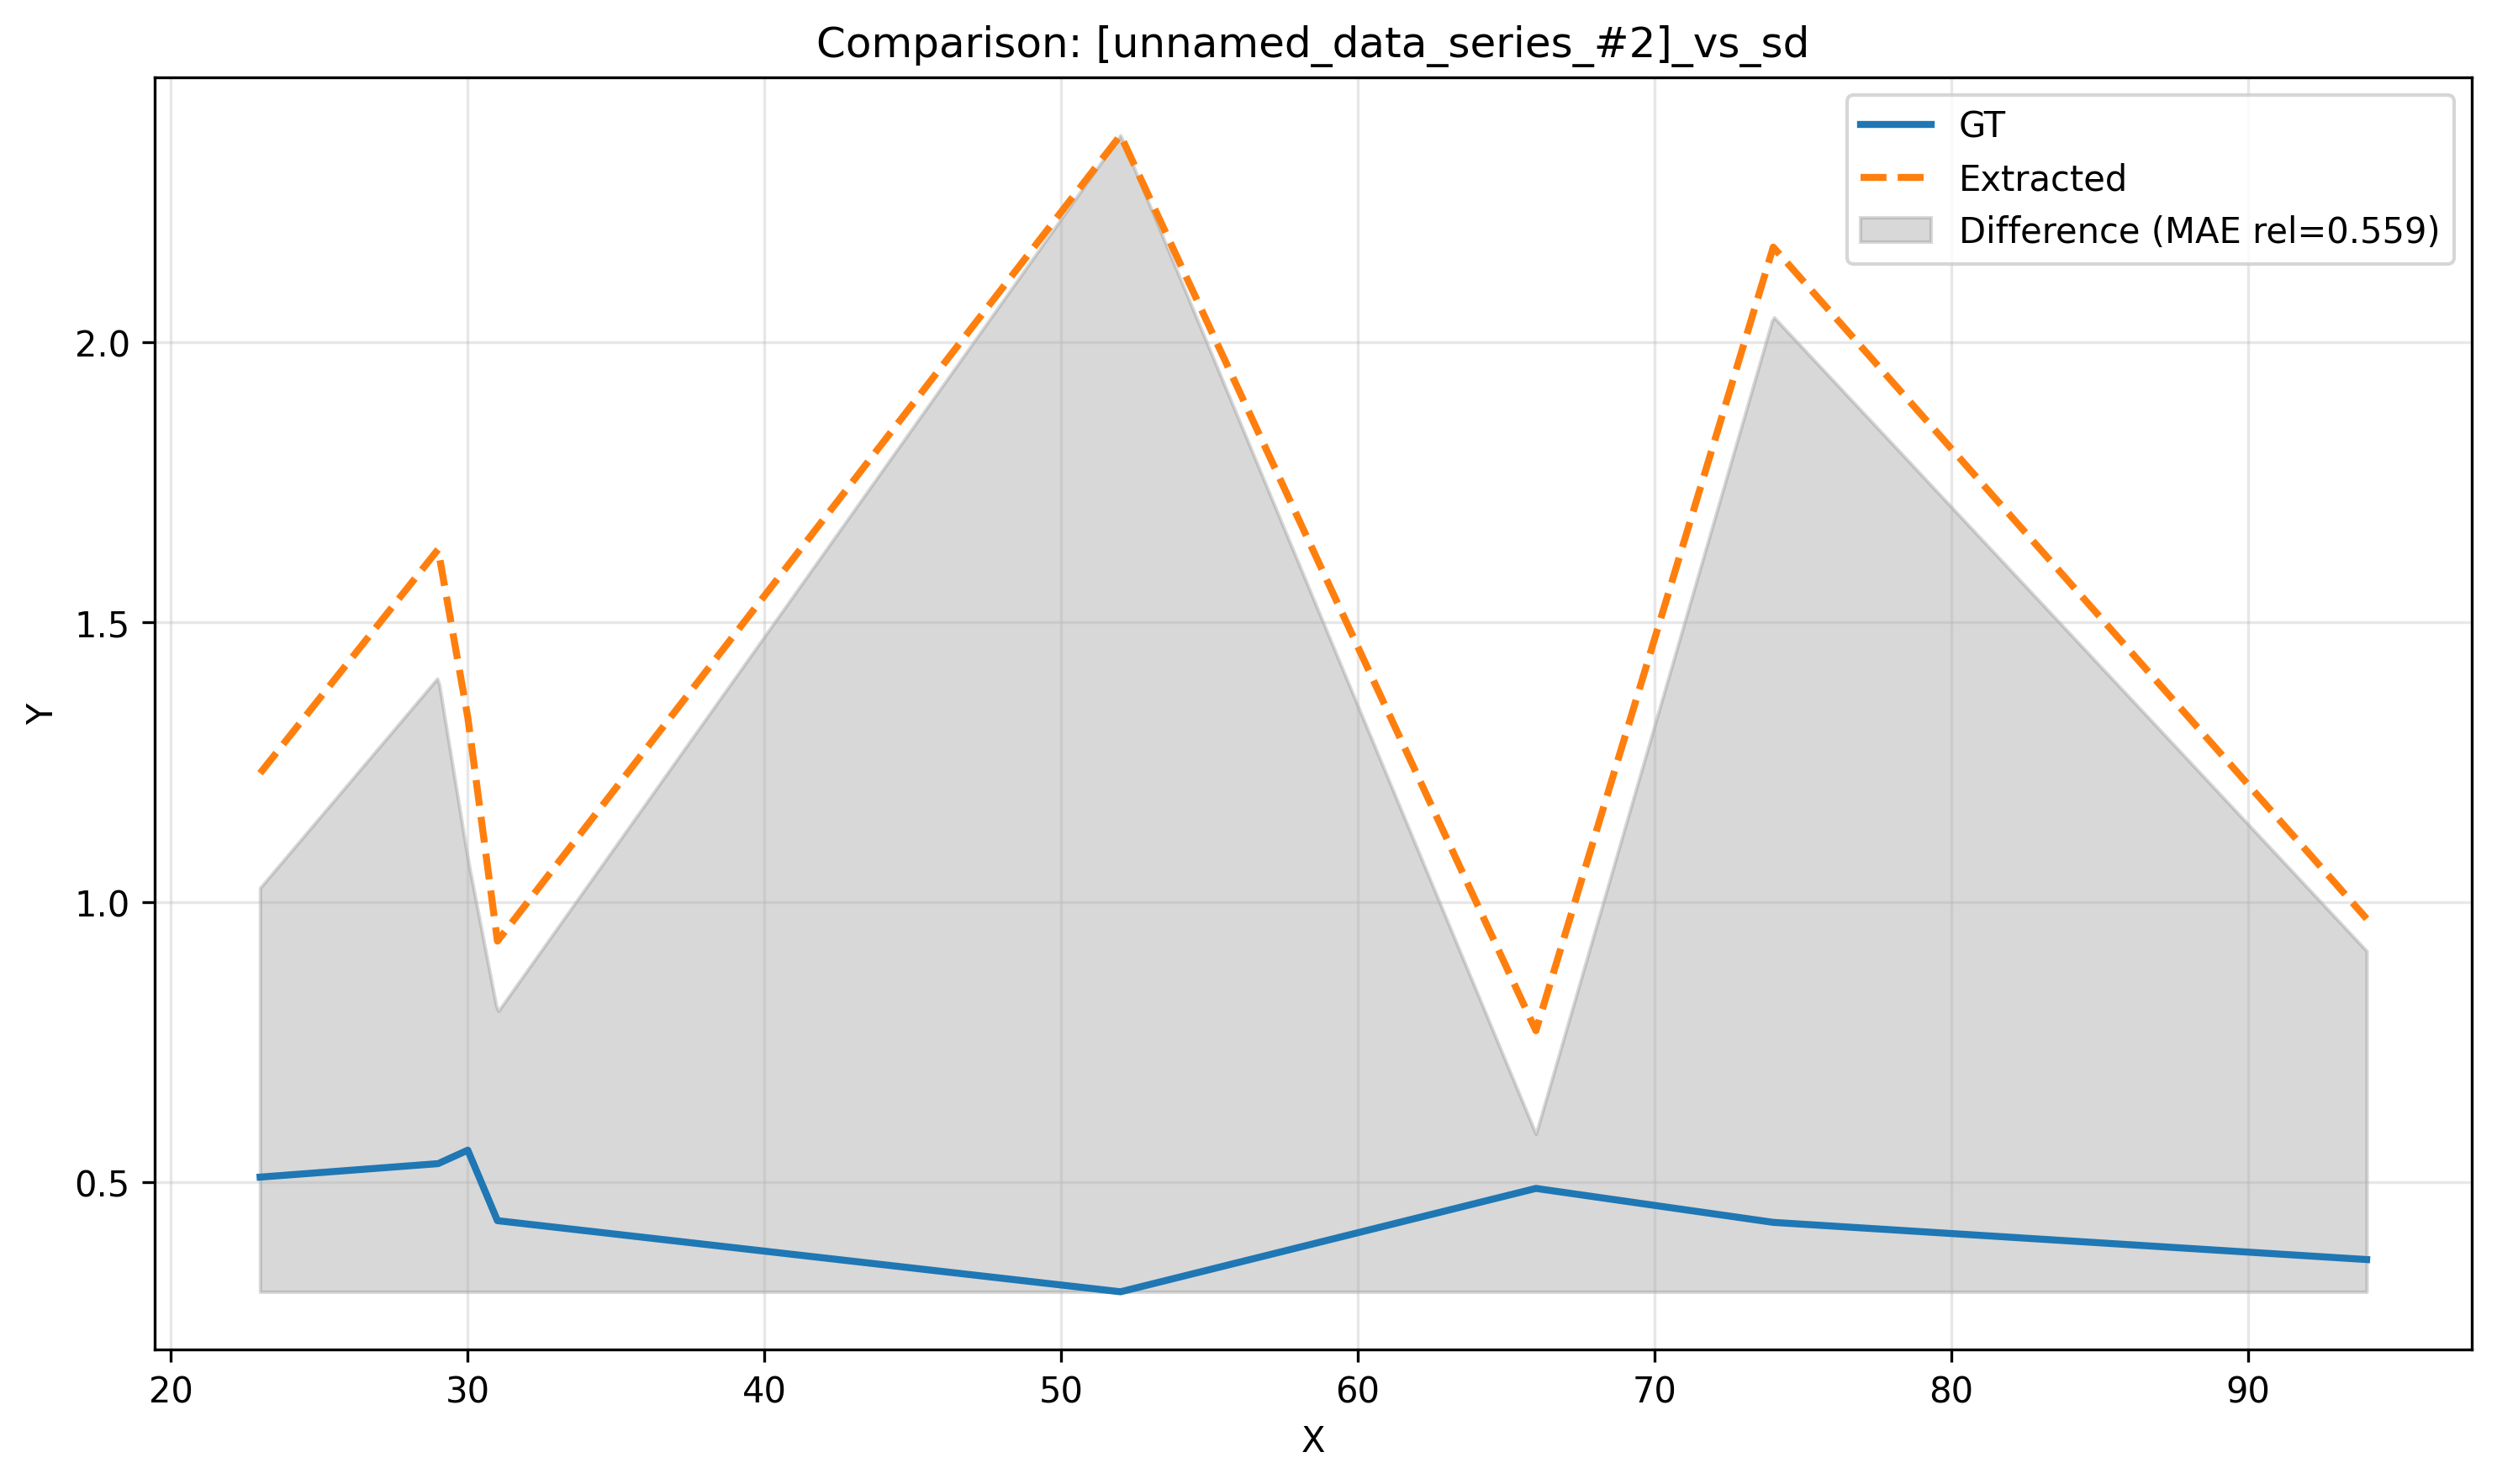 Comparison: [unnamed_data_series_#2]_vs_sd
GT
Extracted
Difference (MAE rel=0.559)
Y
2.0
1.5
1.0
0.5
20 30 40 50 60 70 80 90
X